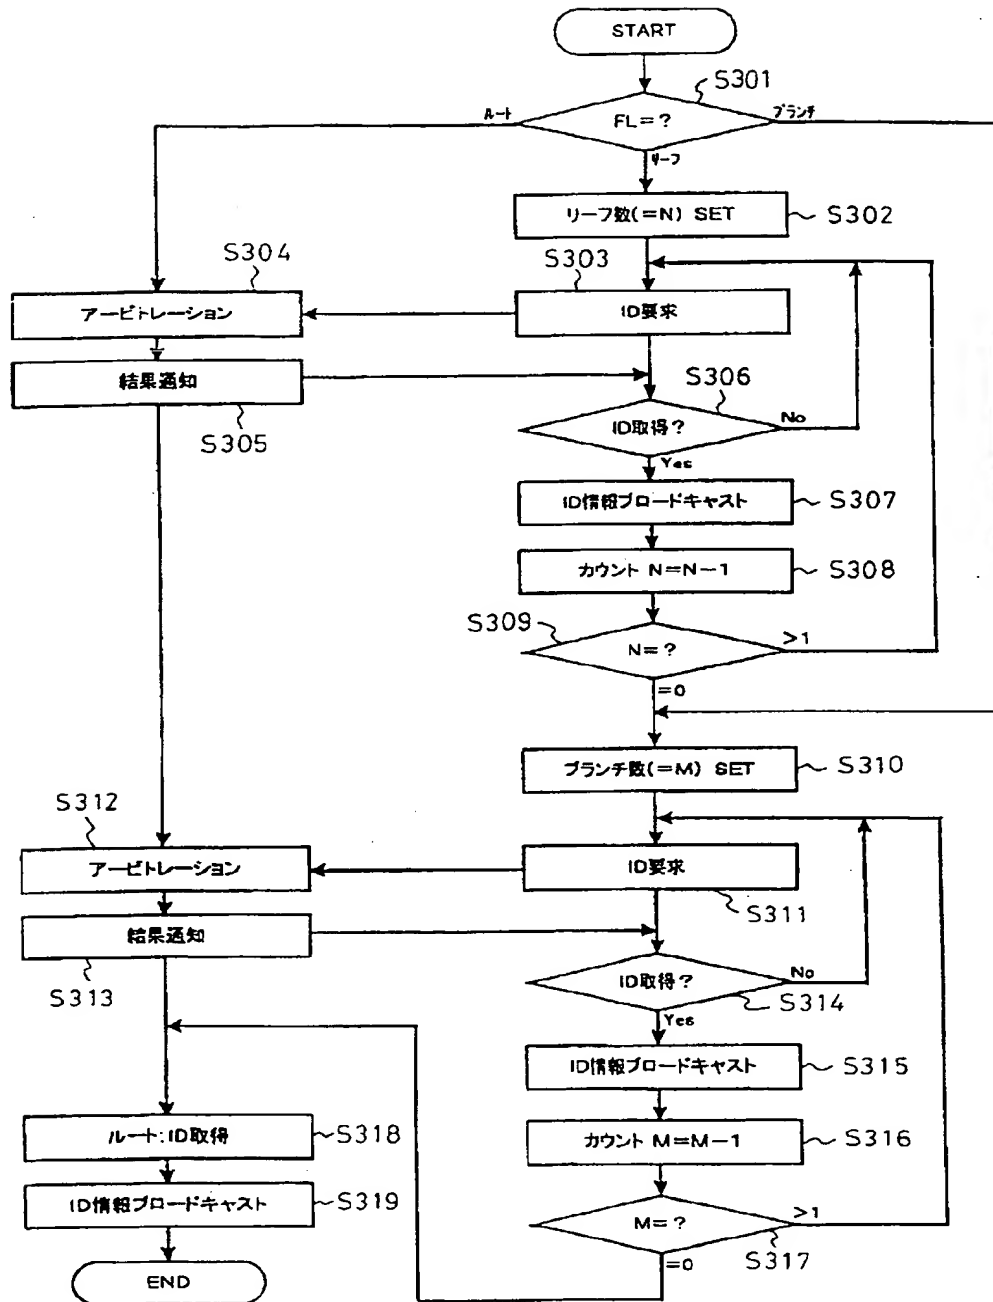 START
S301
ルート
FL=?
ブランチ
リーフ
リーフ数(=N) SET
S302
S304
S303
アービトレーション
ID要求
結果通知
S305
S306
ID取得?
No
Yes
ID情報ブロードキャスト
S307
カウント N=N-1
S308
S309
N=?
>1
=0
ブランチ数(=M) SET
S310
S312
アービトレーション
ID要求
S311
結果通知
S313
ID取得?
No
S314
Yes
ID情報ブロードキャスト
S315
カウント M=M-1
S316
ルート:ID取得
S318
ID情報ブロードキャスト
S319
M=?
>1
S317
=0
END